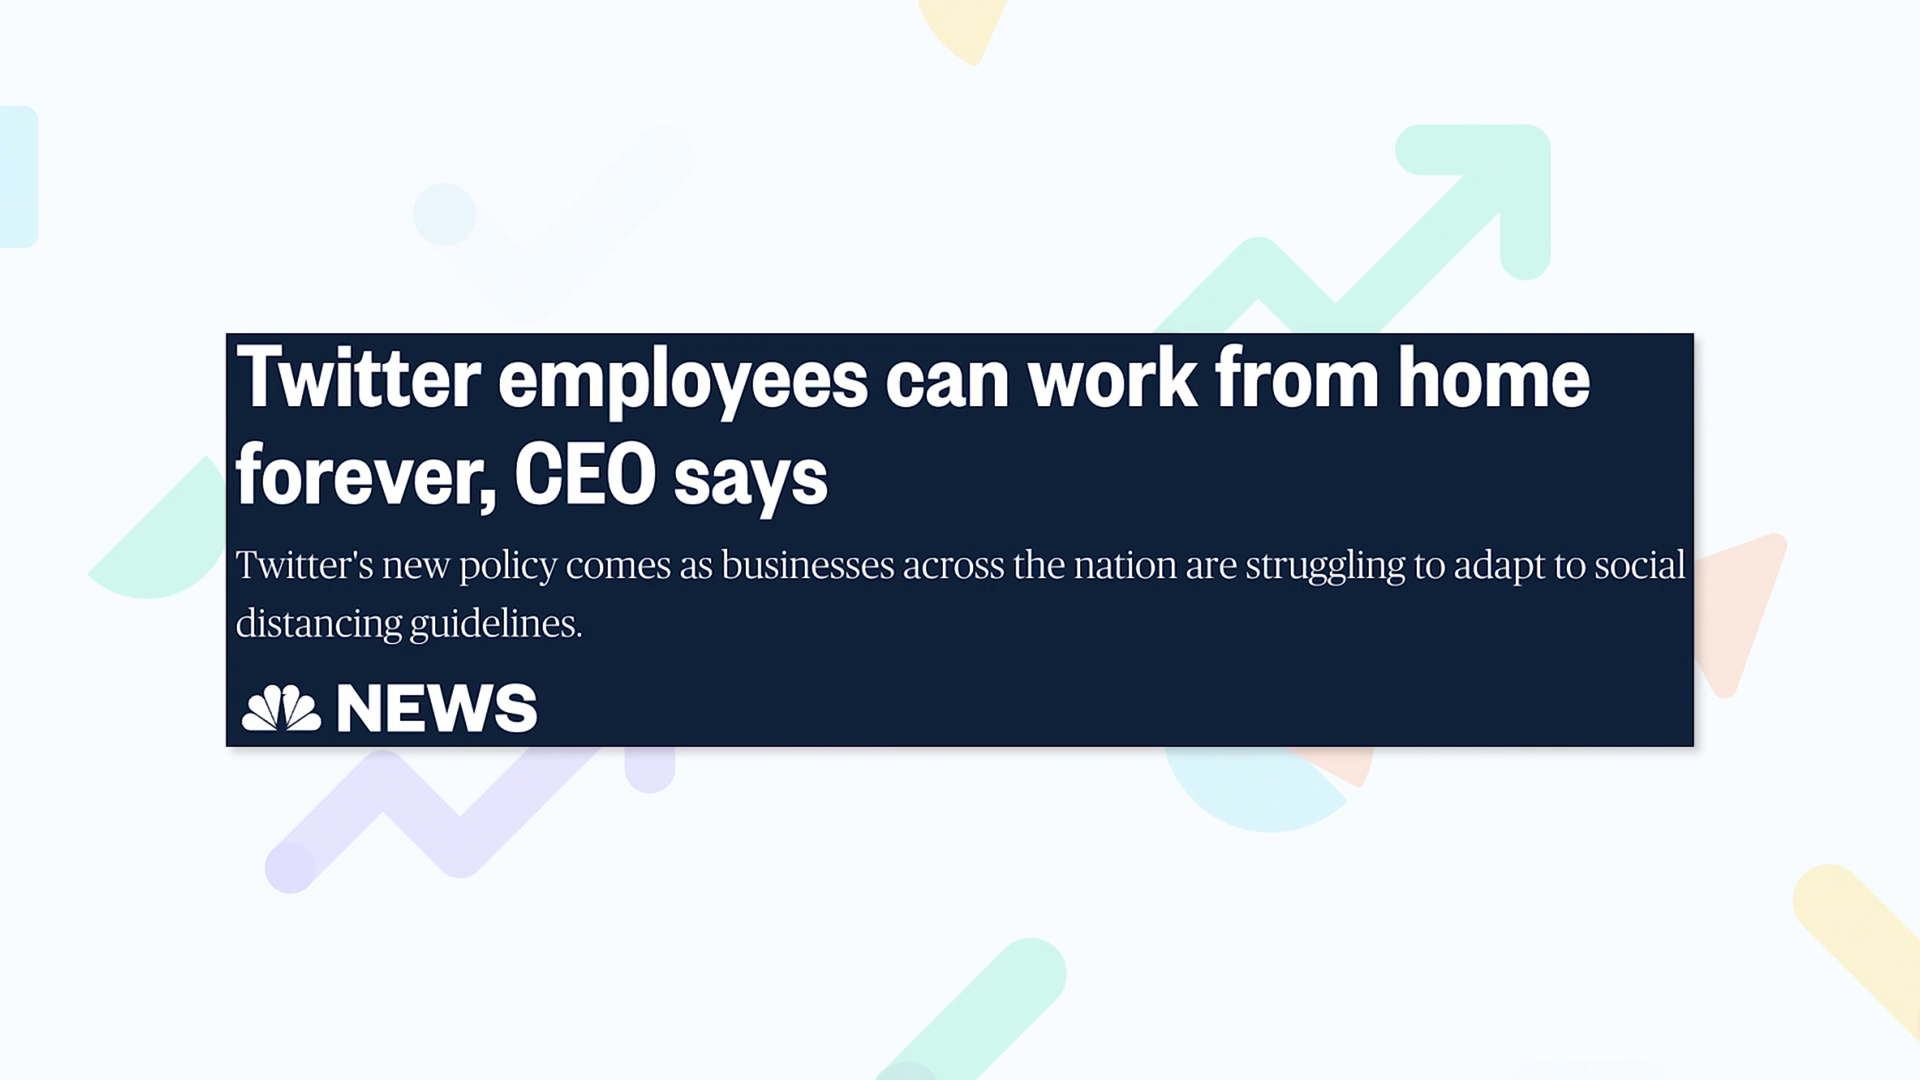 Twitter employees can work from home
forever, CEO says
Twitter's new policy comes as businesses across the nation are struggling to adapt to social
distancing guidelines.
NEWS